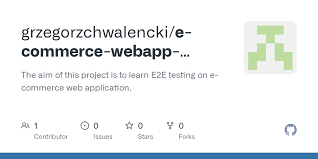 grzegorzchwalencki/e-
commerce-webapp-...
The aim of this project is to learn E2E testing on e-
commerce web application.
1 0 0 0
Contributor Issues Stars Forks